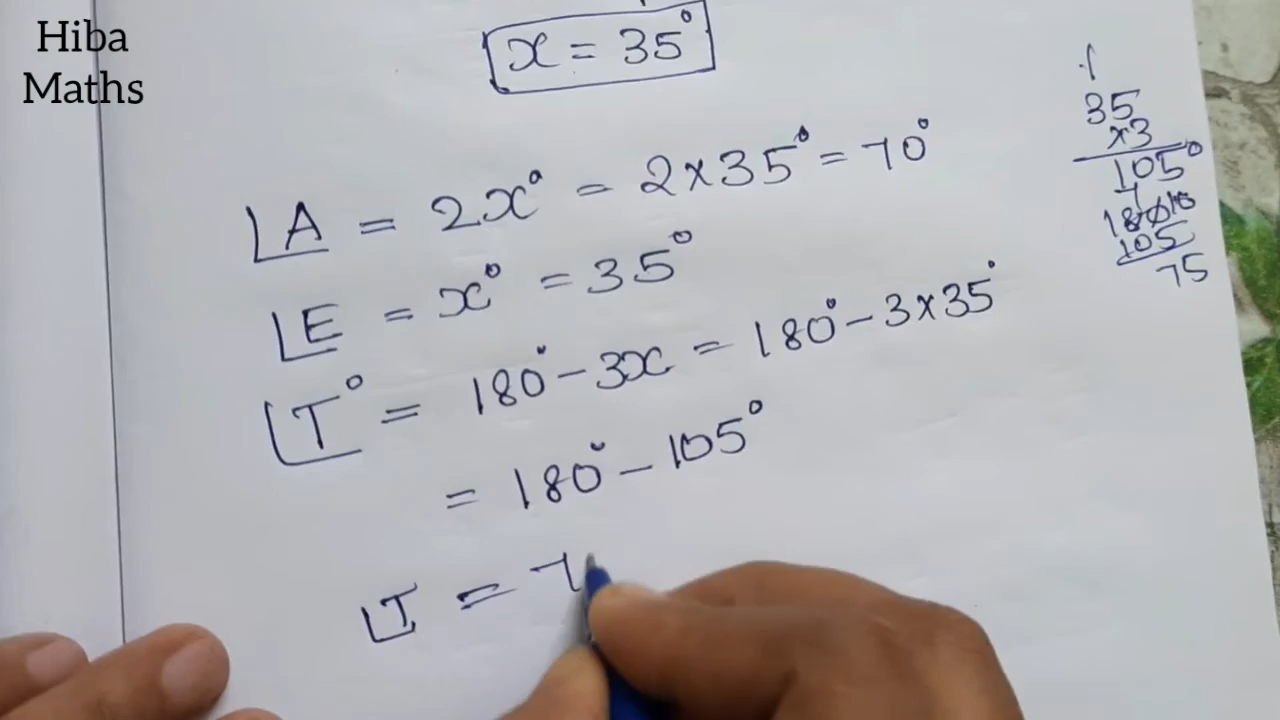 Hiba
Maths
x = 35°
∠A = 2x° = 2×35° = 70°
∠E = x° = 35°
∠T° = 180° – 3x = 180° – 3×35°
= 180° – 105°
∠T = 7
35
×3
105°
105
75